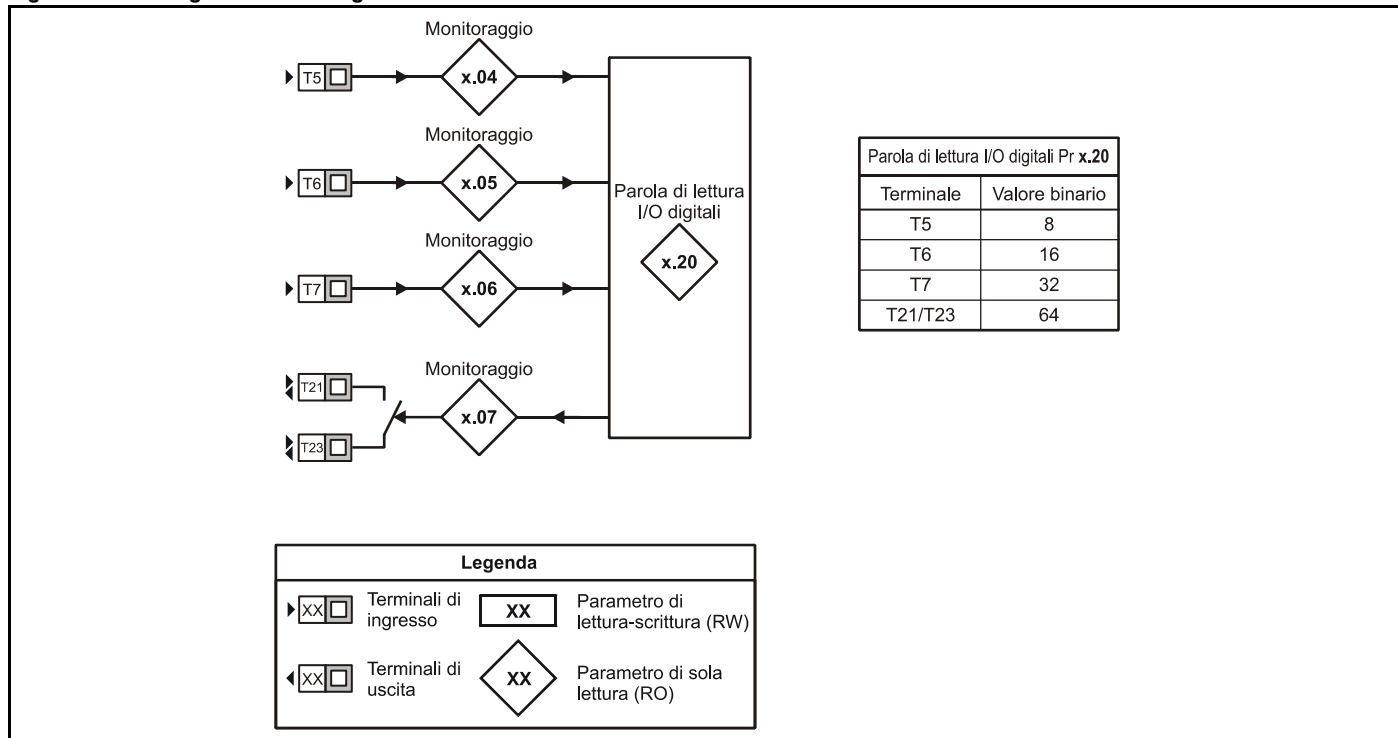 Monitoraggio
T5
x.04
Monitoraggio
T6
x.05
Parola di lettura
I/O digitali
x.20
Monitoraggio
T7
x.06
Monitoraggio
T21
x.07
T23
Parola di lettura I/O digitali Pr x.20
Terminale Valore binario
T5 8
T6 16
T7 32
T21/T23 64
Legenda
XX Terminali di
ingresso
XX Parametro di
lettura-scrittura (RW)
XX Terminali di
uscita
XX Parametro di sola
lettura (RO)